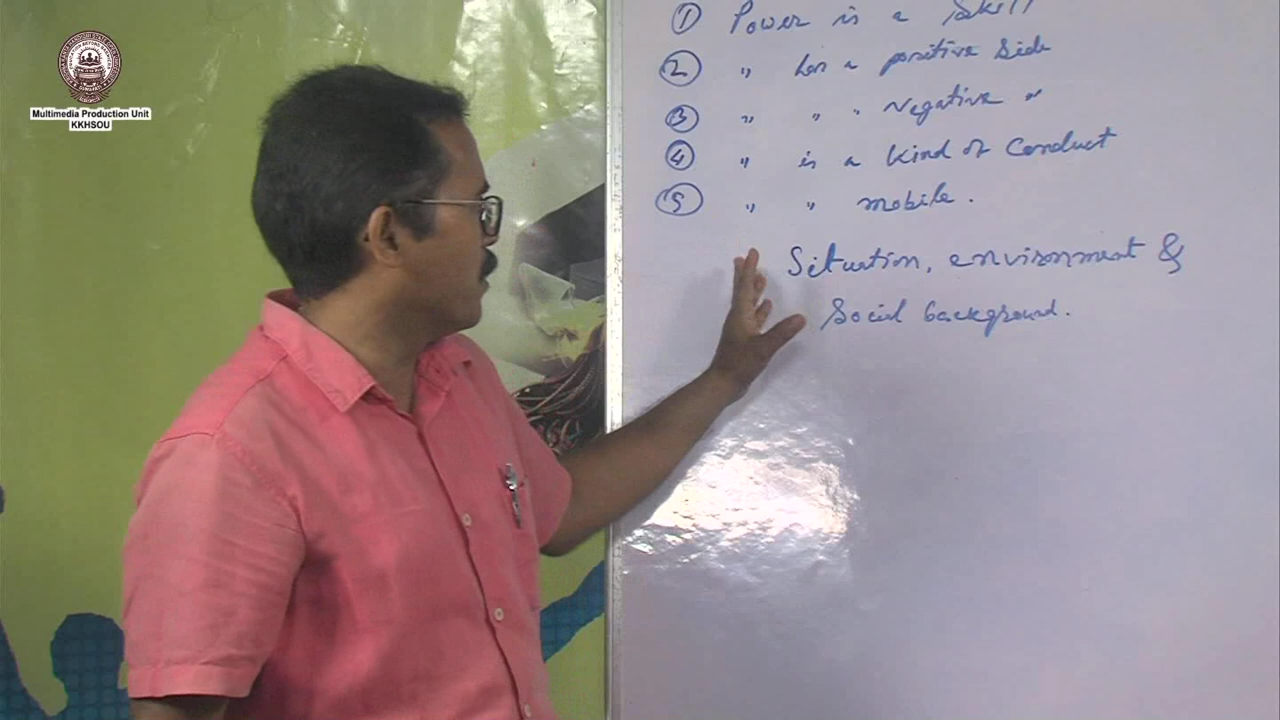 Multimedia Production Unit
KKHSOU
① Power is a Skill
② " has a positive Side
③ " " " Negative "
④ " is a Kind of Conduct
⑤ " " mobile.
Situation, environment &
Social background.